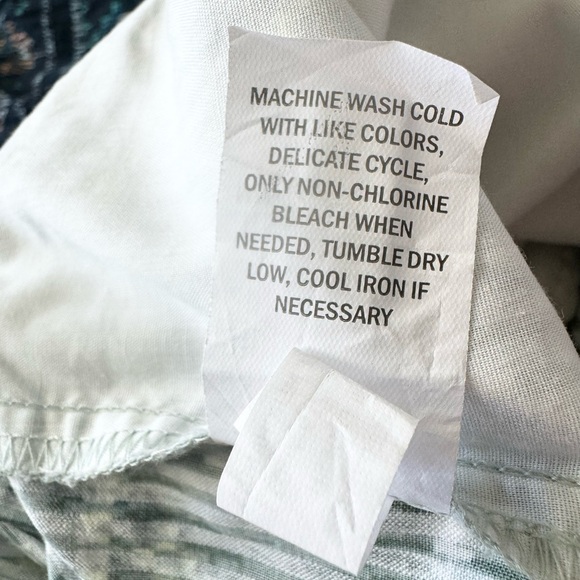 MACHINE WASH COLD
WITH LIKE COLORS,
DELICATE CYCLE,
ONLY NON-CHLORINE
BLEACH WHEN
NEEDED, TUMBLE DRY
LOW, COOL IRON IF
NECESSARY